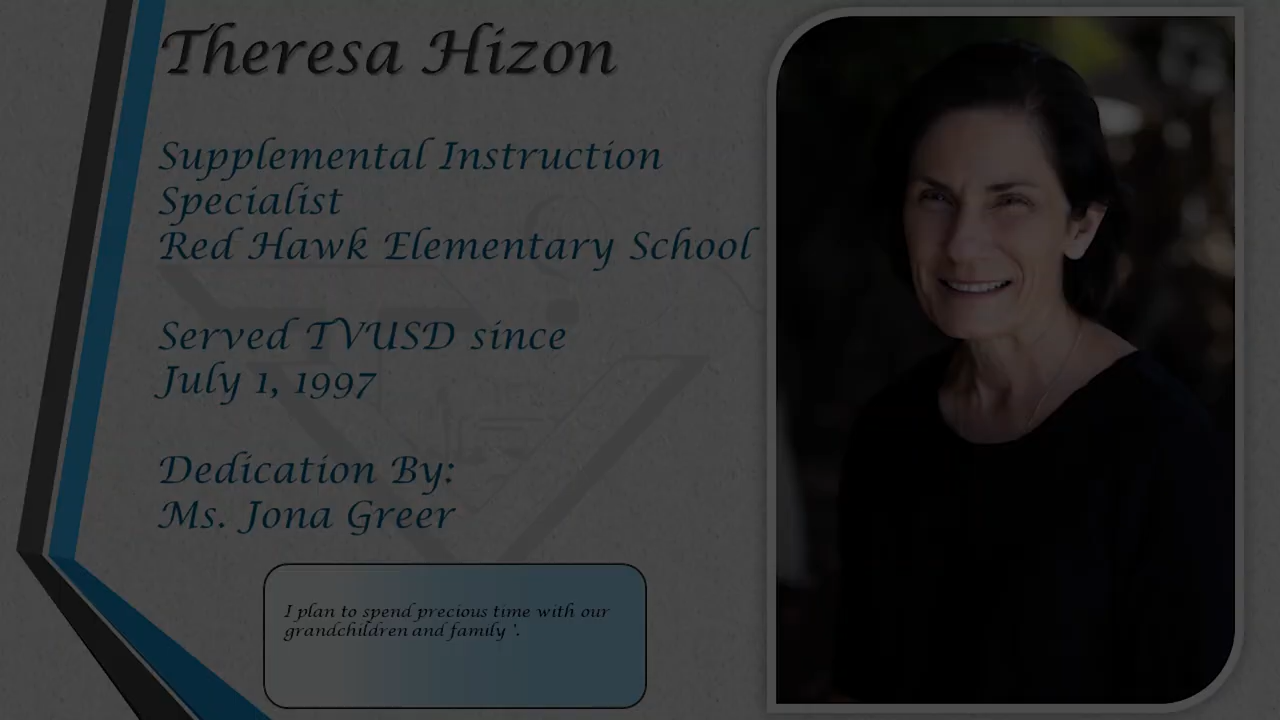 Theresa Hizon
Supplemental Instruction
Specialist
Red Hawk Elementary School
Served TVUSD since
July 1, 1997
Dedication By:
Ms. Jona Greer
I plan to spend precious time with our
grandchildren and family '.